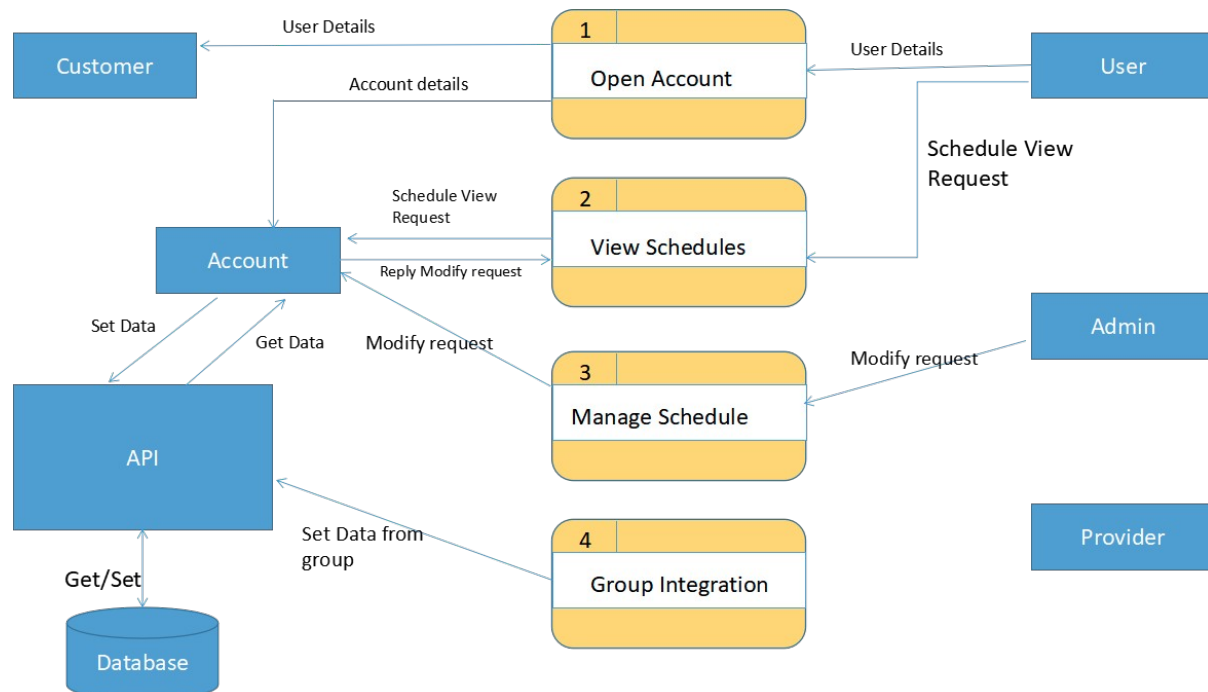 1
User Details
User Details
Customer
Open Account
User
Account details
Schedule View
Request
2
Schedule View
Request
View Schedules
Account
Reply Modify request
Set Data
Get Data
Modify request
Admin
Modify request
3
Manage Schedule
API
Set Data from
group
4
Provider
Get/Set
Group Integration
Database